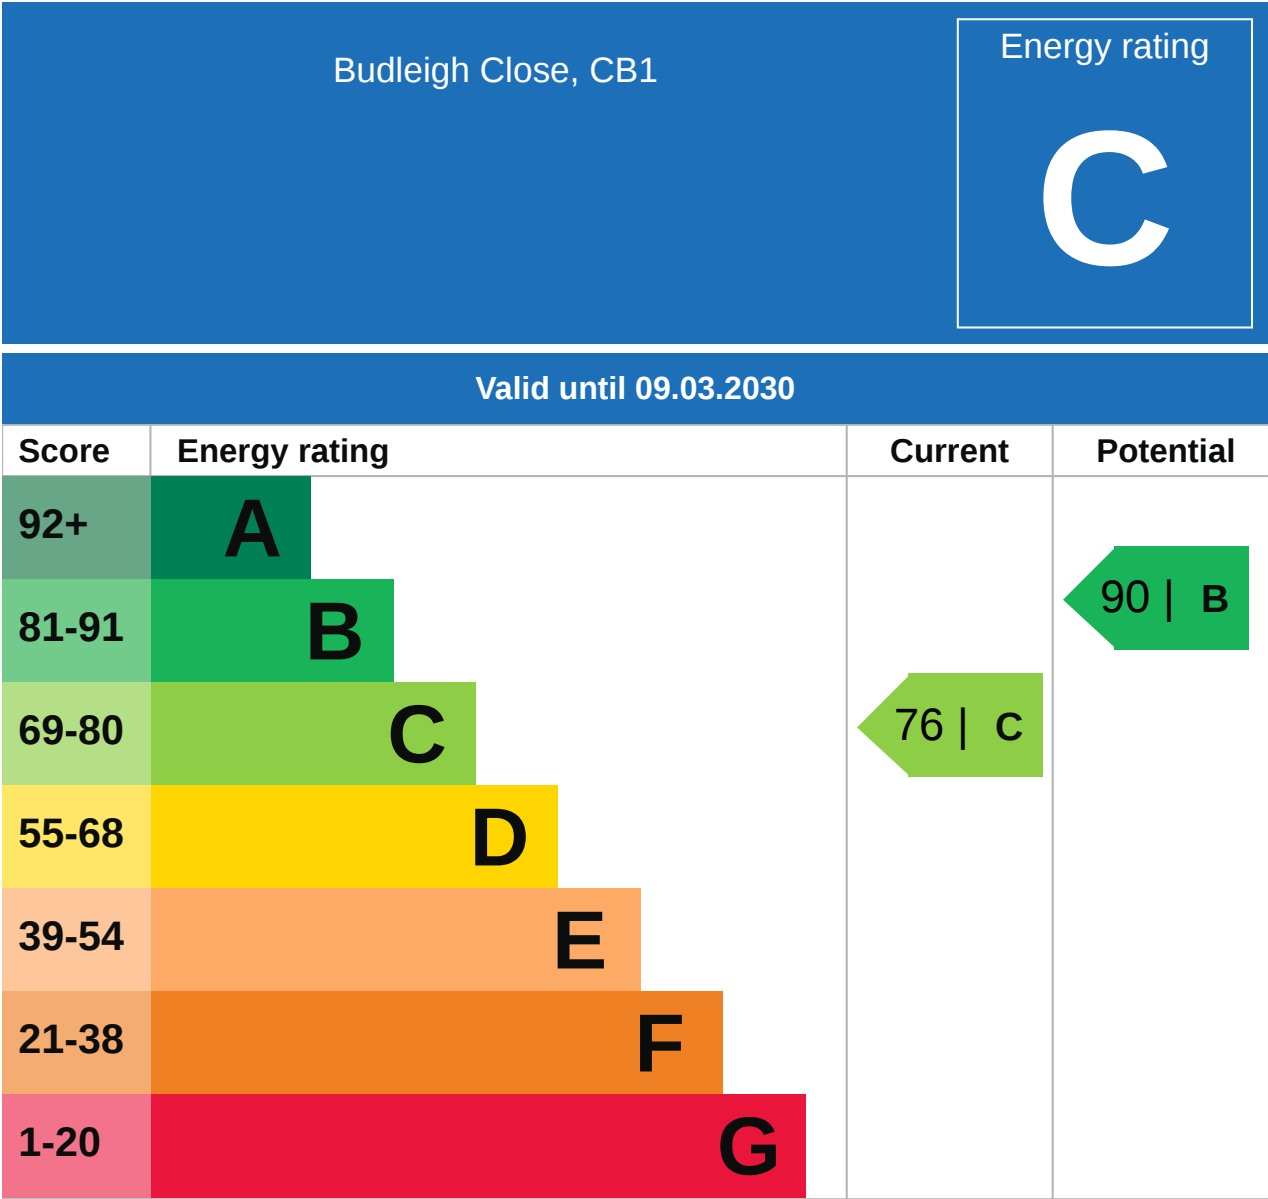 Budleigh Close, CB1
Energy rating
C
Valid until 09.03.2030
Score Energy rating Current Potential
92+ A
81-91 B
90 | B
69-80 C
76 | C
55-68 D
39-54 E
21-38 F
1-20 G